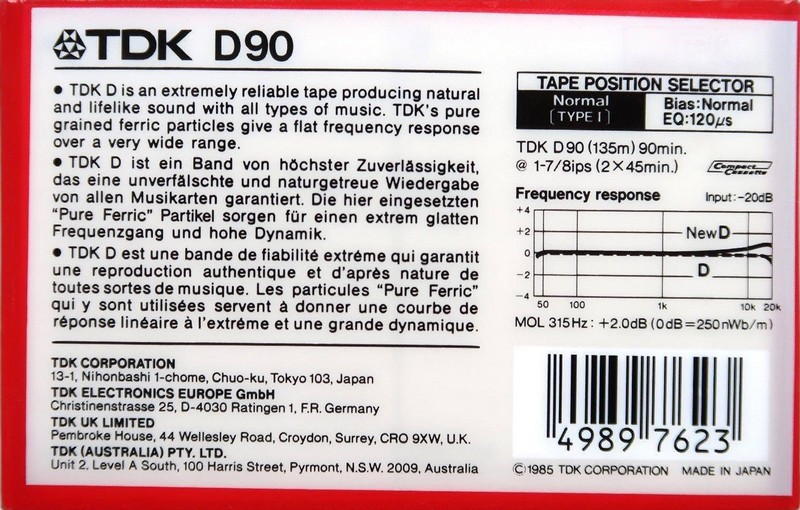 TDK D90
• TDK D is an extremely reliable tape producing natural
and lifelike sound with all types of music. TDK's pure
grained ferric particles give a flat frequency response
over a very wide range.
• TDK D ist ein Band von höchster Zuverlässigkeit,
das eine unverfälschte und naturgetreue Wiedergabe
von allen Musikarten garantiert. Die hier eingesetzten
"Pure Ferric" Partikel sorgen für einen extrem glatten
Frequenzgang und hohe Dynamik.
• TDK D est une bande de fiabilité extréme qui garantit
une reproduction authentique et d'après nature de
toutes sortes de musique. Les particules "Pure Ferric"
qui y sont utilisées servent à donner une courbe de
réponse linéaire à l'extréme et une grande dynamique.
TDK CORPORATION
13-1, Nihonbashi 1-chome, Chuo-ku, Tokyo 103, Japan
TDK ELECTRONICS EUROPE GmbH
Christinenstrasse 25, D-4030 Ratingen 1, F.R. Germany
TDK UK LIMITED
Pembroke House, 44 Wellesley Road, Croydon, Surrey, CRO 9XW, U.K.
TDK (AUSTRALIA) PTY. LTD.
Unit 2, Level A South, 100 Harris Street, Pyrmont, N.S.W. 2009, Australia
TAPE POSITION SELECTOR
Normal
[TYPE I]
Bias:Normal
EQ:120µs
TDK D90 (135m) 90min.
@ 1-7/8ips (2×45min.)
Compact Cassette
Frequency response Input:-20dB
+4
+2
0
-2
-4
New D
D
50 100 1k 10k 20k
MOL 315Hz: +2.0dB (0dB=250nWb/m)
4989 7623
©1985 TDK CORPORATION MADE IN JAPAN